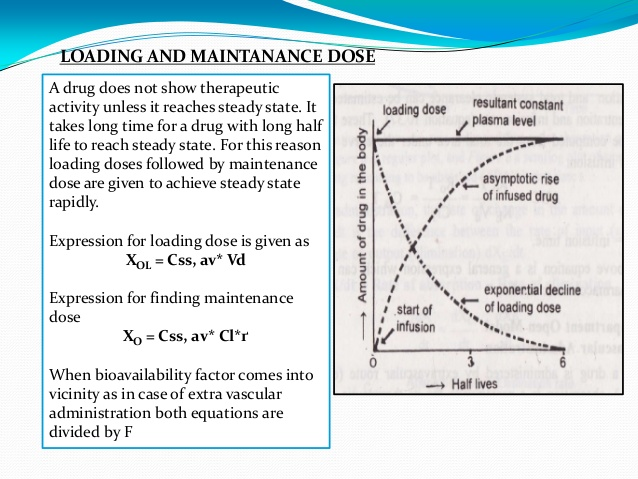 LOADING AND MAINTANANCE DOSE
A drug does not show therapeutic
activity unless it reaches steady state. It
takes long time for a drug with long half
life to reach steady state. For this reason
loading doses followed by maintenance
dose are given to achieve steady state
rapidly.
Expression for loading dose is given as
X_OL = Css, av* Vd
Expression for finding maintenance
dose
X_O = Css, av* Cl*r
When bioavailability factor comes into
vicinity as in case of extra vascular
administration both equations are
divided by F
loading dose
resultant constant
plasma level
asymptotic rise
of infused drug
Amount of drug in the body
exponential decline
of loading dose
start of
infusion
0
3
6
Half lives